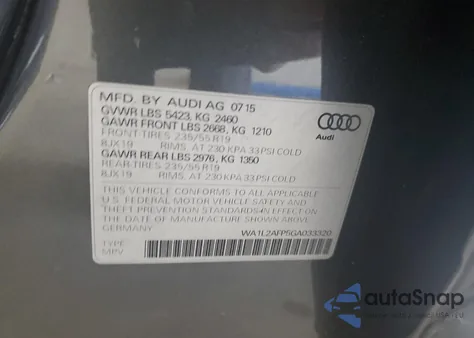 MFD. BY AUDI AG 07/15
GVWR LBS 5423, KG 2460
GAWR FRONT LBS 2668, KG 1210
FRONT TIRES 235/55 R19
8JX19 RIMS, AT 230 KPA 33 PSI COLD
GAWR REAR LBS 2976, KG 1350
REAR TIRES 235/55 R19
8JX19 RIMS, AT 230 KPA 33 PSI COLD
THIS VEHICLE CONFORMS TO ALL APPLICABLE
U.S. FEDERAL MOTOR VEHICLE SAFETY AND
THEFT PREVENTION STANDARDS IN EFFECT ON
THE DATE OF MANUFACTURE
GERMANY
WA1L2AFP5GA033320
TYPE:
MPV
Audi
autoSnap